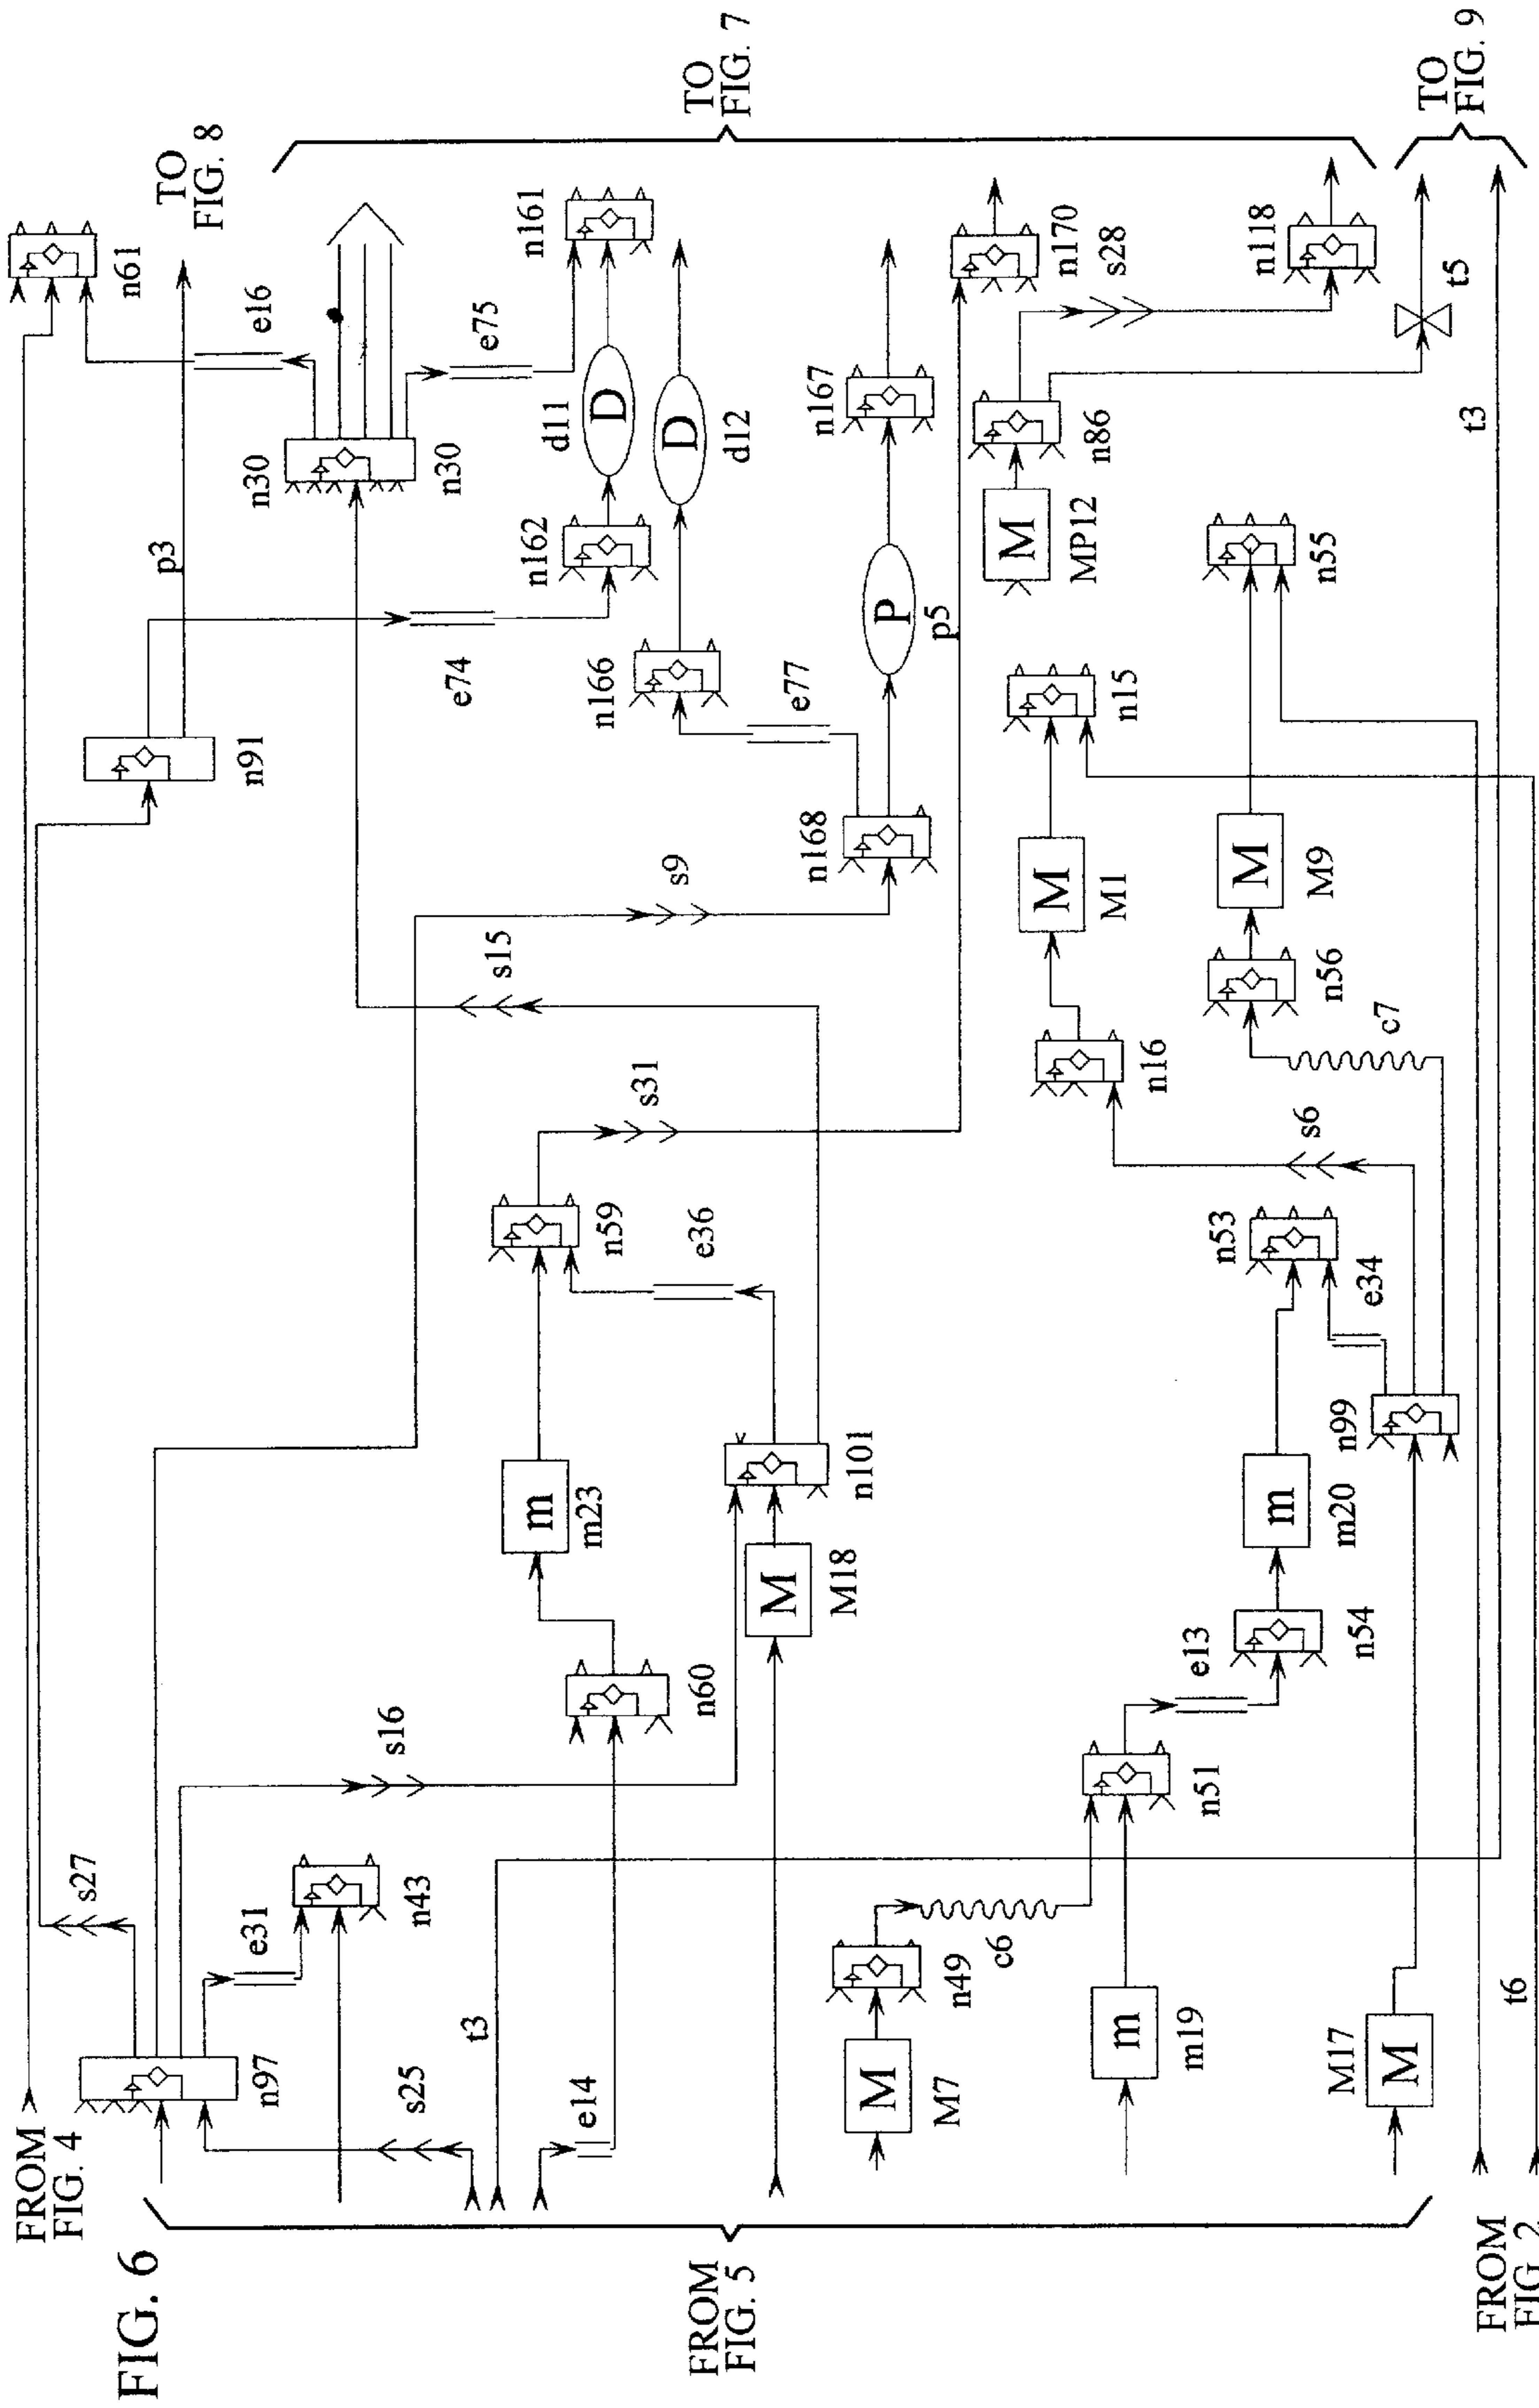 FIG. 6
FROM
FIG. 4
FROM
FIG. 5
FROM
FIG. 2
TO
FIG. 8
TO
FIG. 7
TO
FIG. 9
n61
e16
p3
n91
s27
n97
e31
n43
s25
s16
t3
e14
n60
m
m23
n59
s31
e36
n101
M
M18
s15
s9
n30
n30
e75
n161
D
d11
n162
e74
D
d12
n166
e77
n168
P
p5
n167
n170
s28
n118
n86
M
MP12
t5
t3
n55
n15
M
M1
n16
M
M9
n56
c7
s6
n53
e34
n99
m
m20
n54
e13
n51
c6
n49
M
M7
m
m19
M17
M
t6